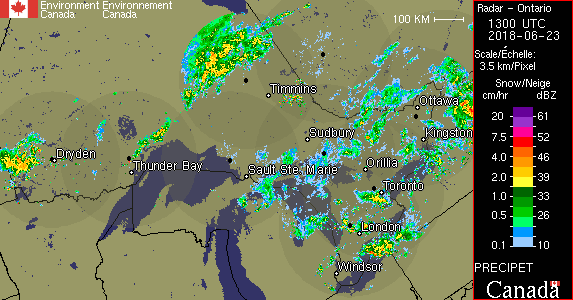 Environment Environnement
Canada Canada
100 KM
Timmins
Ottawa
Sudbury
Kingston
Dryden
Thunder Bay
Sault Ste. Marie
Orillia
Toronto
London
Windsor
Radar - Ontario
1300 UTC
2018-06-23
Scale/Échelle:
3.5 km/Pixel
Snow/Neige
cm/hr dBZ
20 61
7.5 52
4.0 46
2.0 39
1.0 33
0.5 26
0.1 10
PRECIPET
Canada